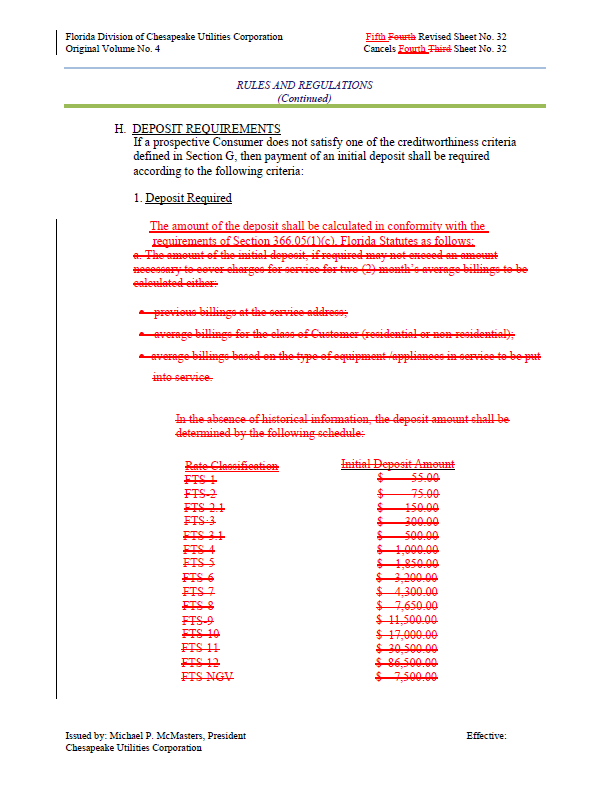 Florida Division of Chesapeake Utilities Corporation
Original Volume No. 4
Fifth Fourth Revised Sheet No. 32
Cancels Fourth Third Sheet No. 32
RULES AND REGULATIONS
(Continued)
H. DEPOSIT REQUIREMENTS
If a prospective Consumer does not satisfy one of the creditworthiness criteria
defined in Section G, then payment of an initial deposit shall be required
according to the following criteria:
1. Deposit Required
The amount of the deposit shall be calculated in conformity with the
requirements of Section 366.05(1)(c), Florida Statutes as follows:
a. The amount of the initial deposit, if required may not exceed an amount
necessary to cover charges for service for two (2) month's average billings to be
calculated either:
• previous billings at the service address;
• average billings for the class of Customer (residential or non-residential);
• average billings based on the type of equipment /appliances in service to be put
into service.
In the absence of historical information, the deposit amount shall be
determined by the following schedule:
Rate Classification Initial Deposit Amount
FTS-1 $ 55.00
FTS-2 $ 75.00
FTS-2.1 $ 150.00
FTS-3 $ 300.00
FTS-3.1 $ 500.00
FTS-4 $ 1,000.00
FTS-5 $ 1,850.00
FTS-6 $ 3,200.00
FTS-7 $ 4,300.00
FTS-8 $ 7,650.00
FTS-9 $ 11,500.00
FTS-10 $ 17,000.00
FTS-11 $ 30,500.00
FTS-12 $ 86,500.00
FTS-NGV $ 7,500.00
Issued by: Michael P. McMasters, President
Chesapeake Utilities Corporation
Effective: